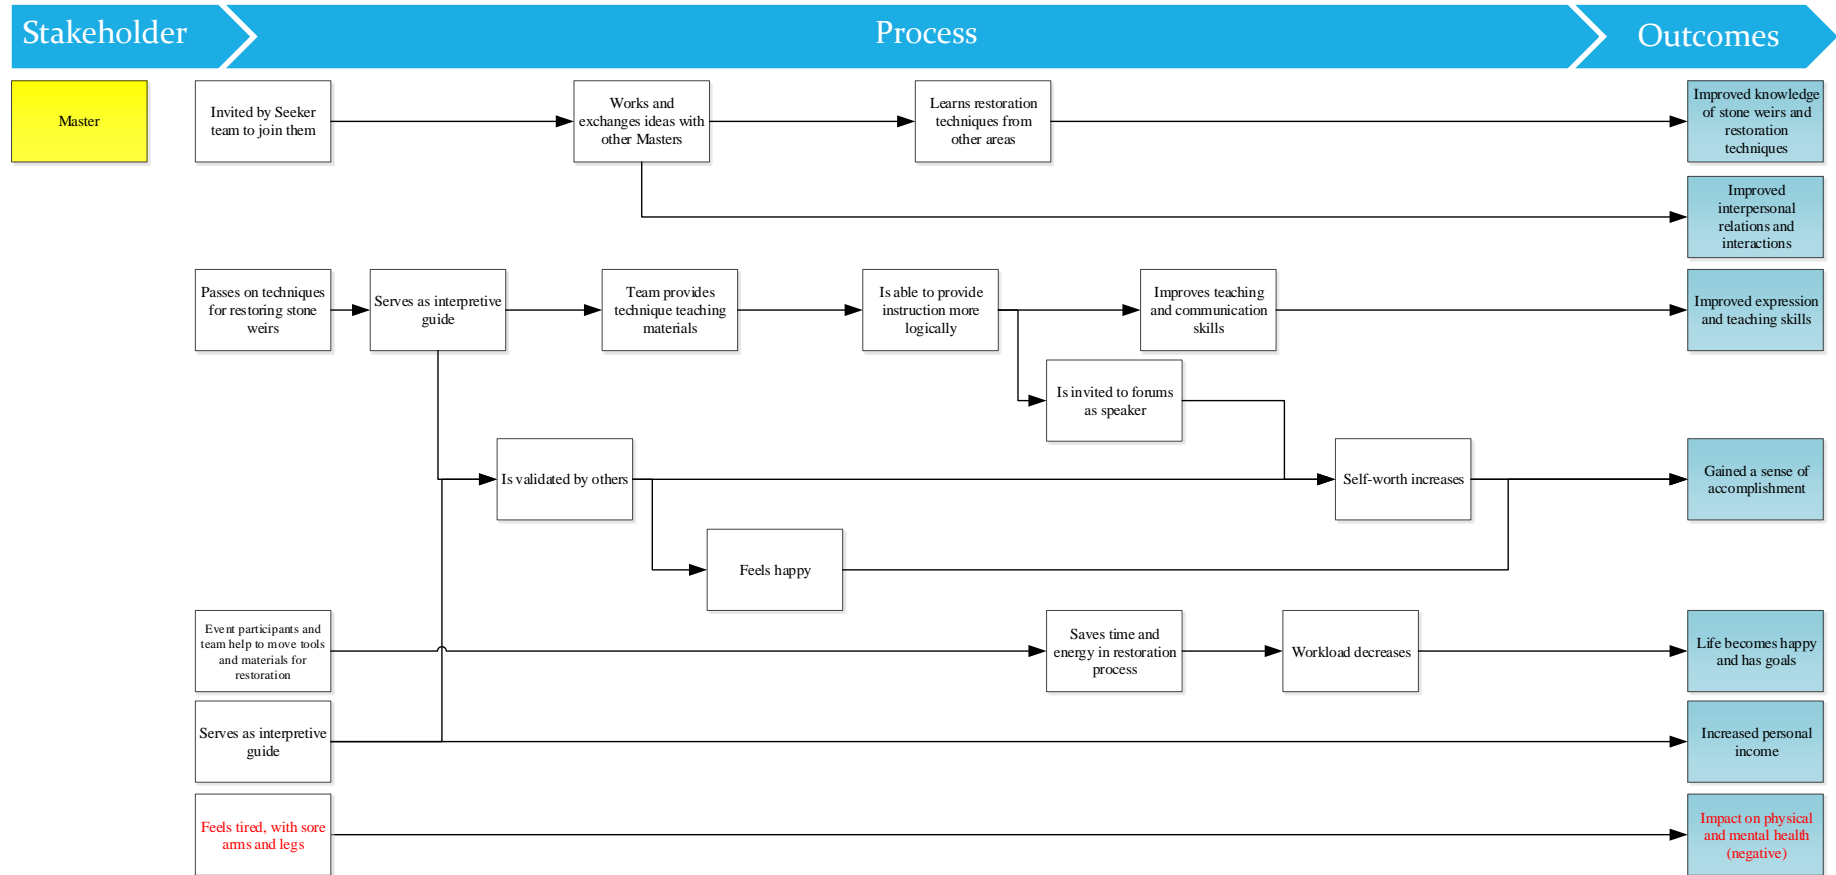 Stakeholder
Process
Outcomes
Master
Invited by Seeker
team to join them
Works and
exchanges ideas with
other Masters
Learns restoration
techniques from
other areas
Improved knowledge
of stone weirs and
restoration
techniques
Improved
interpersonal
relations and
interactions
Passes on techniques
for restoring stone
weirs
Serves as interpretive
guide
Team provides
technique teaching
materials
Is able to provide
instruction more
logically
Improves teaching
and communication
skills
Improved expression
and teaching skills
Is invited to forums
as speaker
Is validated by others
Self-worth increases
Gained a sense of
accomplishment
Feels happy
Event participants and
team help to move tools
and materials for
restoration
Saves time and
energy in restoration
process
Workload decreases
Life becomes happy
and has goals
Serves as interpretive
guide
Increased personal
income
Feels tired, with sore
arms and legs
Impact on physical
and mental health
(negative)